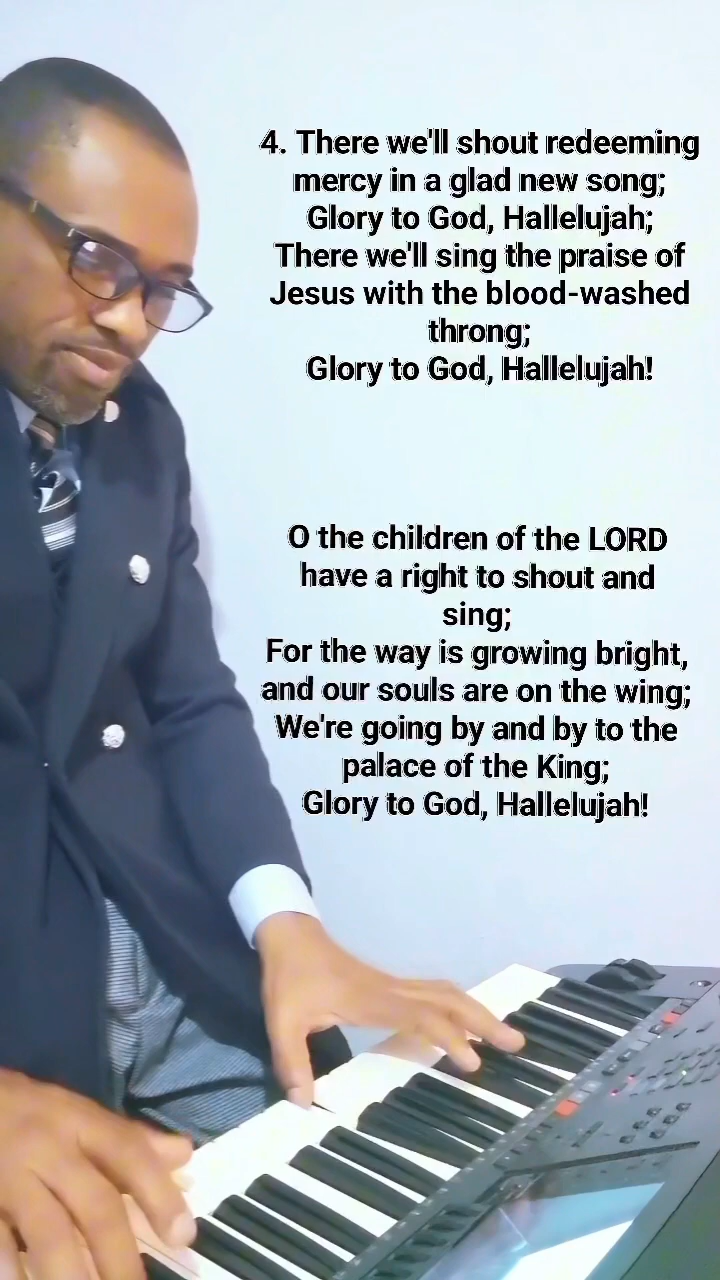 4. There we'll shout redeeming
mercy in a glad new song;
Glory to God, Hallelujah;
There we'll sing the praise of
Jesus with the blood-washed
throng;
Glory to God, Hallelujah!
O the children of the LORD
have a right to shout and
sing;
For the way is growing bright,
and our souls are on the wing;
We're going by and by to the
palace of the King;
Glory to God, Hallelujah!